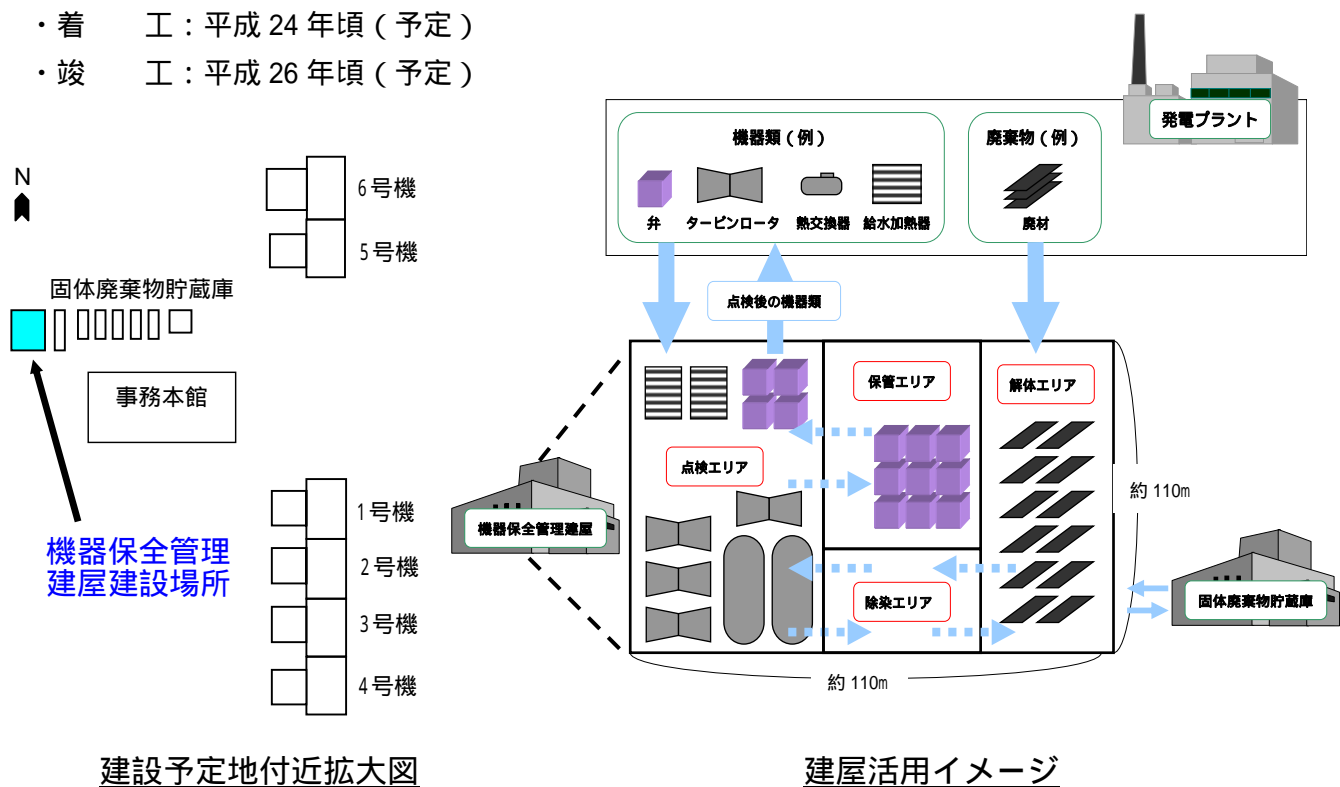 ・着　　工：平成 24 年頃（予定）
・竣　　工：平成 26 年頃（予定）
N
6号機
5号機
固体廃棄物貯蔵庫
事務本館
機器保全管理
建屋建設場所
1号機
2号機
3号機
4号機
建設予定地付近拡大図
発電プラント
機器類（例）
弁
タービンロータ
熱交換器
給水加熱器
廃棄物（例）
廃材
点検後の機器類
保管エリア
解体エリア
点検エリア
機器保全管理建屋
除染エリア
約 110m
固体廃棄物貯蔵庫
約 110m
建屋活用イメージ